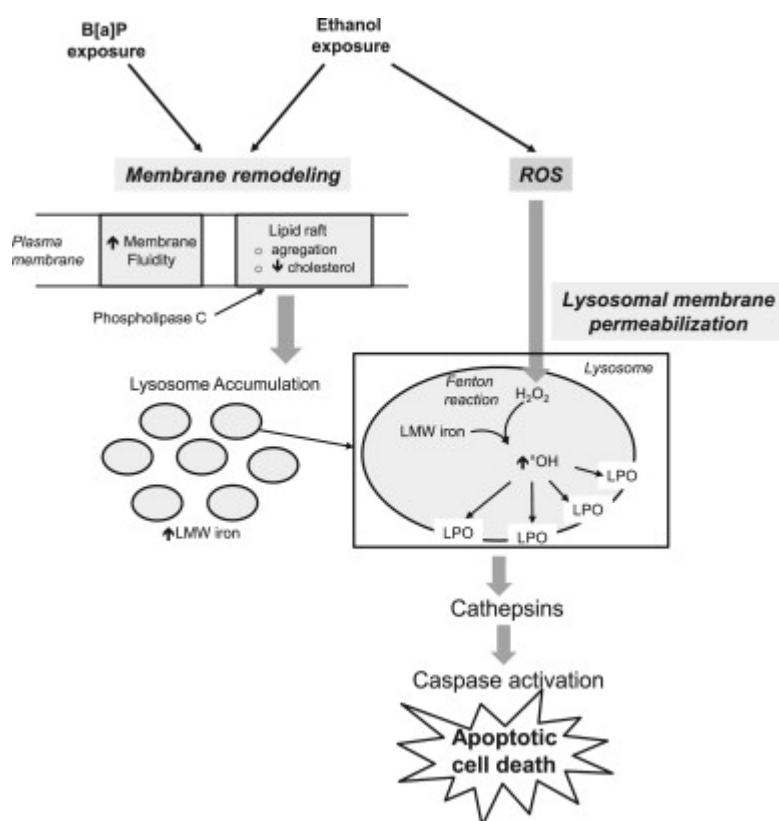 B[a]P
exposure
Ethanol
exposure
Membrane remodeling
ROS
Plasma
membrane
↑ Membrane
Fluidity
Lipid raft
○ agregation
○ ↓ cholesterol
Phospholipase C
Lysosomal membrane
permeabilization
Lysosome Accumulation
↑LMW iron
Lysosome
Fenton
reaction
H₂O₂
LMW iron
↑°OH
LPO
LPO
LPO
LPO
Cathepsins
Caspase activation
Apoptotic
cell death